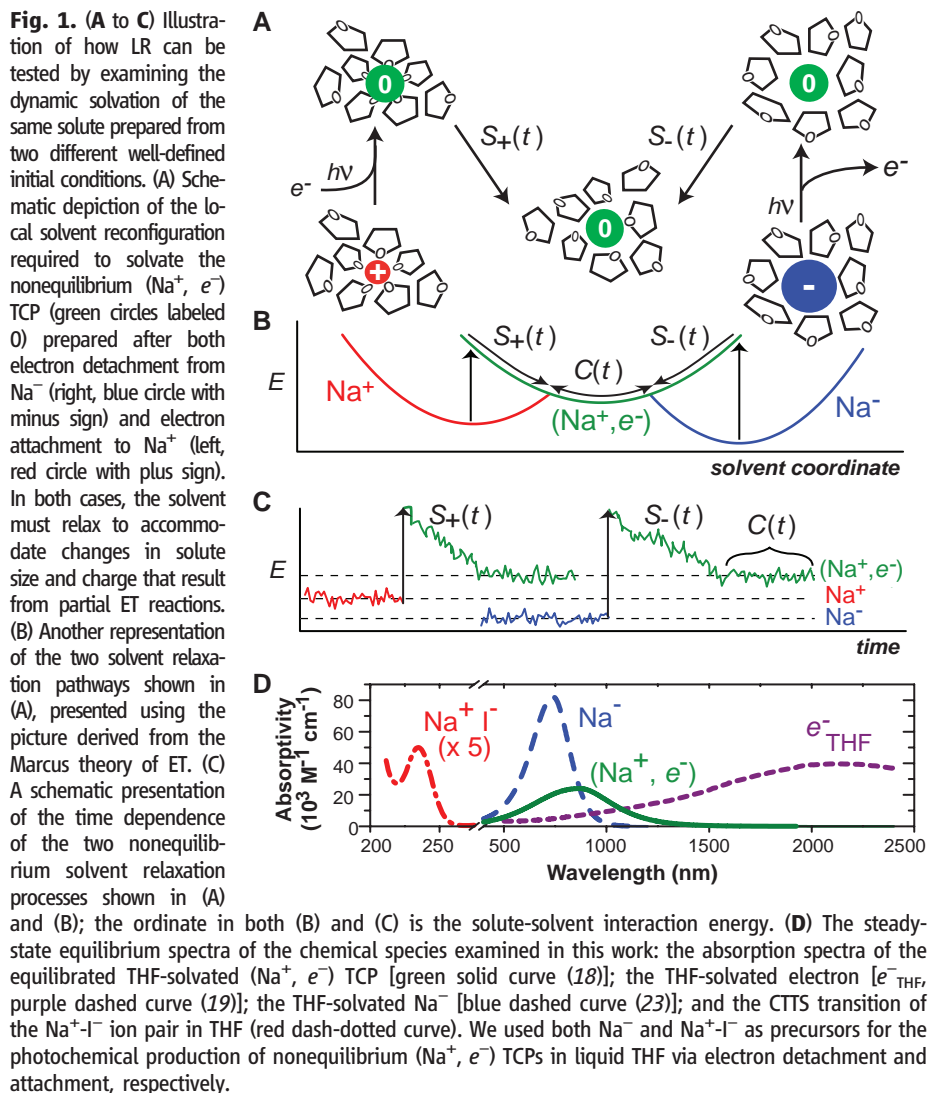 Fig. 1. (A to C) Illustra-
tion of how LR can be
tested by examining the
dynamic solvation of the
same solute prepared from
two different well-defined
initial conditions. (A) Sche-
matic depiction of the lo-
cal solvent reconfiguration
required to solvate the
nonequilibrium (Na⁺, e⁻)
TCP (green circles labeled
0) prepared after both
electron detachment from
Na⁻ (right, blue circle with
minus sign) and electron
attachment to Na⁺ (left,
red circle with plus sign).
In both cases, the solvent
must relax to accommo-
date changes in solute
size and charge that result
from partial ET reactions.
(B) Another representation
of the two solvent relaxa-
tion pathways shown in
(A), presented using the
picture derived from the
Marcus theory of ET. (C)
A schematic presentation
of the time dependence
of the two nonequilib-
rium solvent relaxation
processes shown in (A)
and (B); the ordinate in both (B) and (C) is the solute-solvent interaction energy. (D) The steady-
state equilibrium spectra of the chemical species examined in this work: the absorption spectra of the
equilibrated THF-solvated (Na⁺, e⁻) TCP [green solid curve (18)]; the THF-solvated electron [e⁻THF,
purple dashed curve (19)]; the THF-solvated Na⁻ [blue dashed curve (23)]; and the CTTS transition of
the Na⁺-I⁻ ion pair in THF (red dash-dotted curve). We used both Na⁻ and Na⁺-I⁻ as precursors for the
photochemical production of nonequilibrium (Na⁺, e⁻) TCPs in liquid THF via electron detachment and
attachment, respectively.
A
0
0
S₊(t)
S₋(t)
e⁻
hν
hν
e⁻
0
+
-
B
E
S₊(t)
S₋(t)
C(t)
Na⁺
(Na⁺,e⁻)
Na⁻
solvent coordinate
C
E
S₊(t)
S₋(t)
C(t)
(Na⁺,e⁻)
Na⁺
Na⁻
time
D
Absorptivity
(10³ M⁻¹ cm⁻¹)
80
60
40
20
0
Na⁺ I⁻
(x 5)
Na⁻
(Na⁺, e⁻)
e⁻THF
200 250 500 1000 1500 2000 2500
Wavelength (nm)